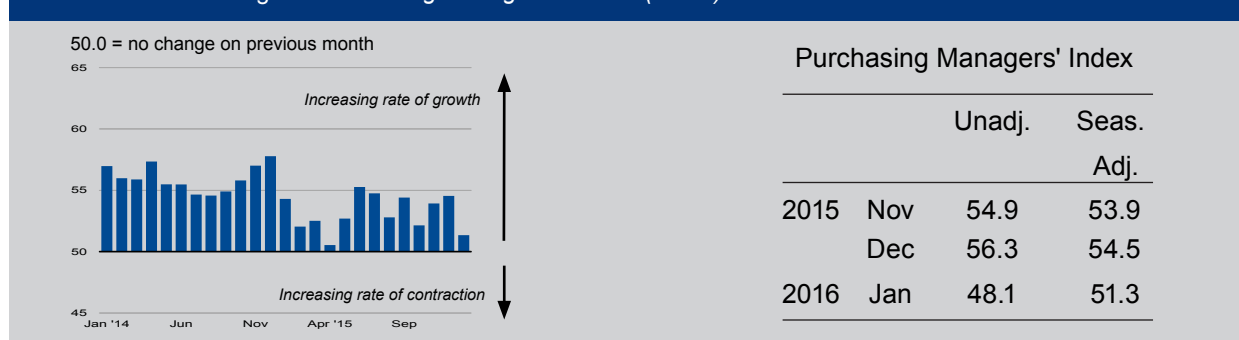 50.0 = no change on previous month
65
Increasing rate of growth
60
55
50
Increasing rate of contraction
45
Jan '14 Jun Nov Apr '15 Sep
Purchasing Managers' Index
Unadj. Seas.
Adj.
2015 Nov 54.9 53.9
Dec 56.3 54.5
2016 Jan 48.1 51.3